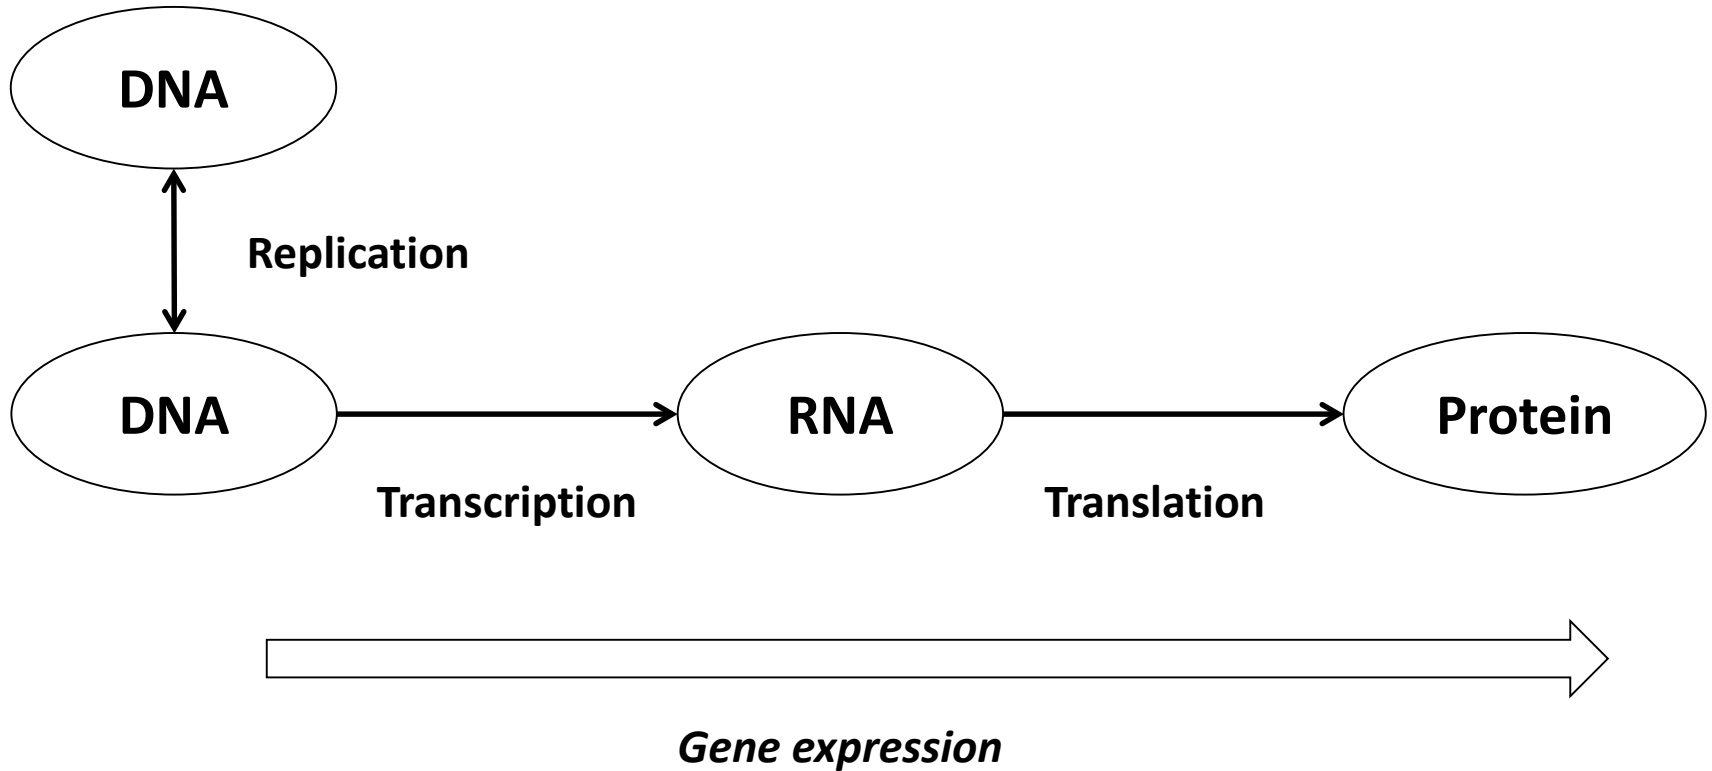 DNA
Replication
DNA
RNA
Protein
Transcription
Translation
Gene expression